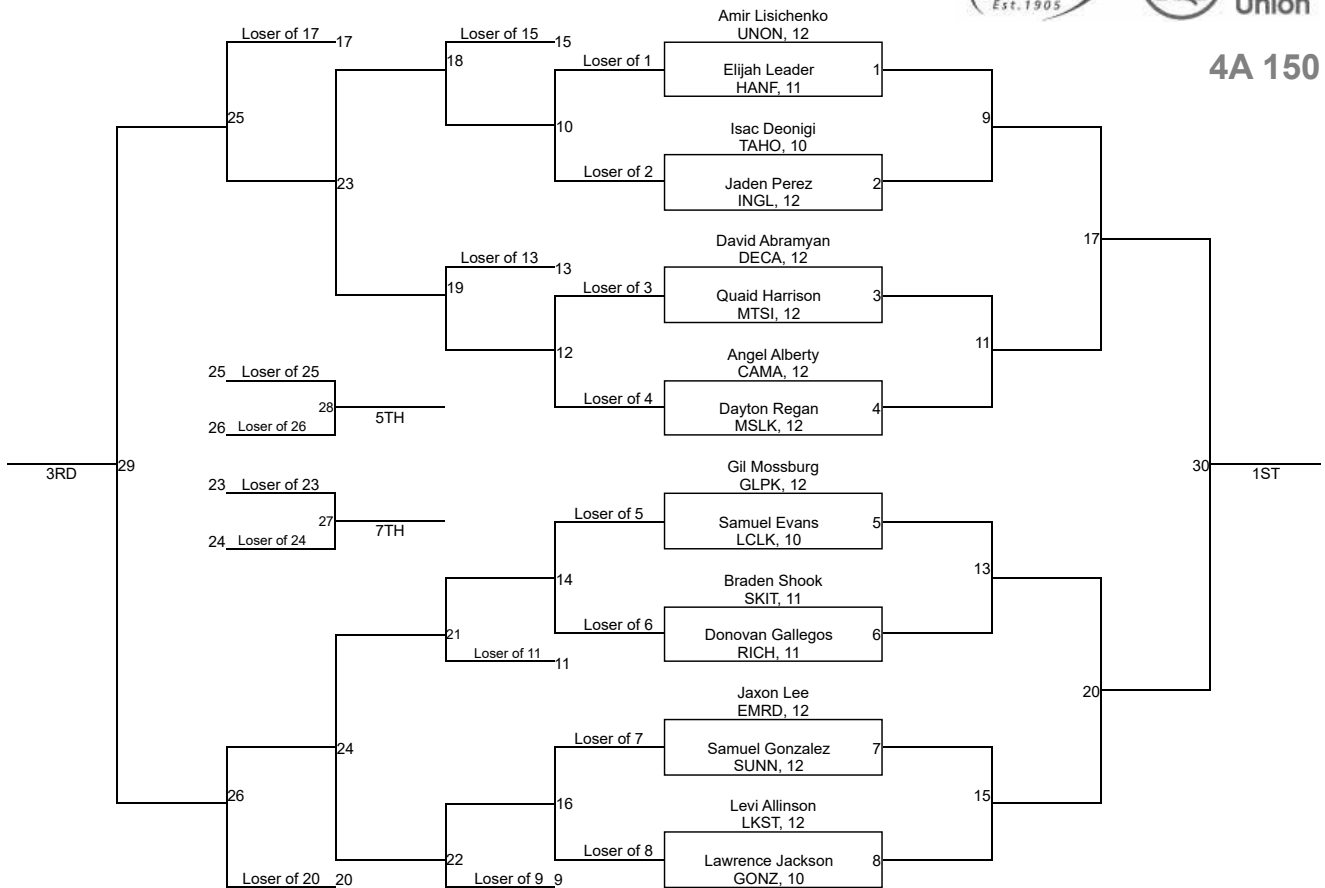 Est. 1905
Union
4A 150
Loser of 17
17
Loser of 15
15
Amir Lisichenko
UNON, 12
18
Loser of 1
Elijah Leader
HANF, 11
1
25
10
9
Isac Deonigi
TAHO, 10
Loser of 2
Jaden Perez
INGL, 12
2
23
David Abramyan
DECA, 12
17
Loser of 13
13
19
Loser of 3
Quaid Harrison
MTSI, 12
3
12
11
Angel Alberty
CAMA, 12
25
Loser of 25
28
5TH
Loser of 4
Dayton Regan
MSLK, 12
4
26
Loser of 26
3RD
29
Gil Mossburg
GLPK, 12
30
1ST
23
Loser of 23
27
7TH
Loser of 5
Samuel Evans
LCLK, 10
5
24
Loser of 24
14
13
Braden Shook
SKIT, 11
21
Loser of 6
Donovan Gallegos
RICH, 11
6
Loser of 11
11
Jaxon Lee
EMRD, 12
20
24
Loser of 7
Samuel Gonzalez
SUNN, 12
7
26
16
15
Levi Allinson
LKST, 12
22
Loser of 8
Lawrence Jackson
GONZ, 10
8
Loser of 20
20
Loser of 9
9